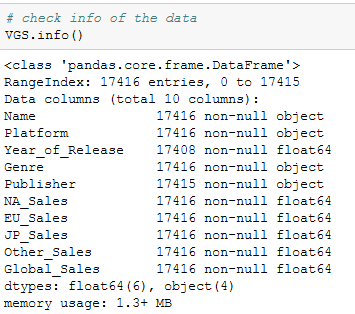 # check info of the data
VGS.info()
<class 'pandas.core.frame.DataFrame'>
RangeIndex: 17416 entries, 0 to 17415
Data columns (total 10 columns):
Name               17416 non-null object
Platform           17416 non-null object
Year_of_Release    17408 non-null float64
Genre              17416 non-null object
Publisher          17415 non-null object
NA_Sales           17416 non-null float64
EU_Sales           17416 non-null float64
JP_Sales           17416 non-null float64
Other_Sales        17416 non-null float64
Global_Sales       17416 non-null float64
dtypes: float64(6), object(4)
memory usage: 1.3+ MB